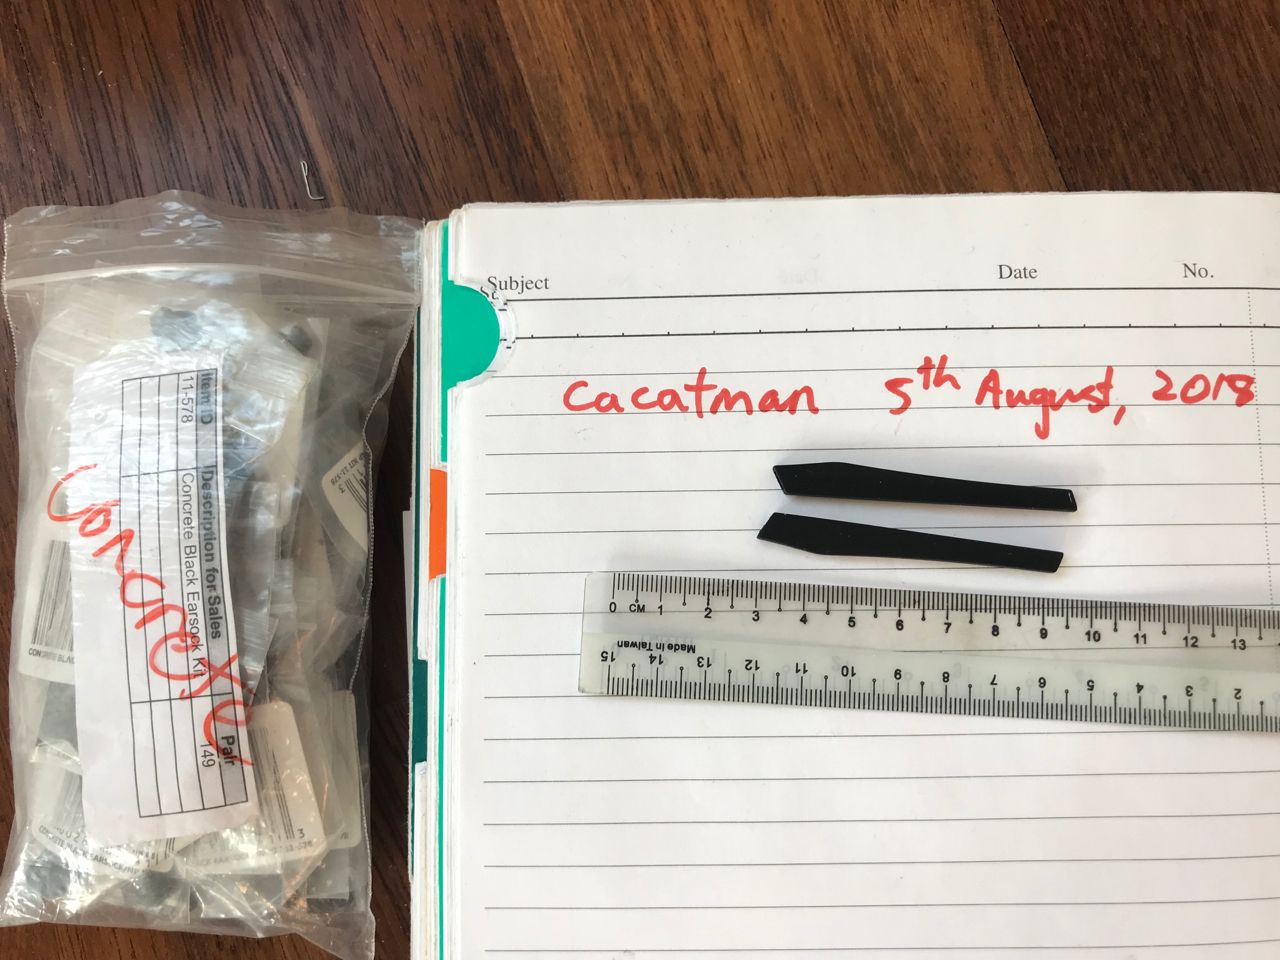 Subject Date No.
Cacatman 5th August, 2018
Item ID Description for Sales Pair
11-578 Concrete Black Earsock Kit 149
Concrete
0 CM 1 2 3 4 5 6 7 8 9 10 11 12 13
Made in Taiwan
15 14 13 12 11 10 9 8 7 6 5 4 3 2